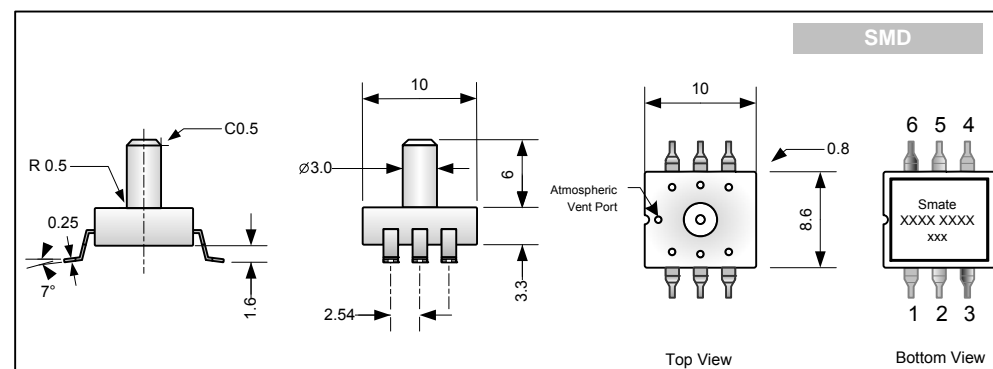 SMD
C0.5
R 0.5
0.25
7°
1.6
10
Ø3.0
6
3.3
2.54
10
0.8
Atmospheric
Vent Port
8.6
Top View
6 5 4
Smate
XXXX XXXX
xxx
1 2 3
Bottom View